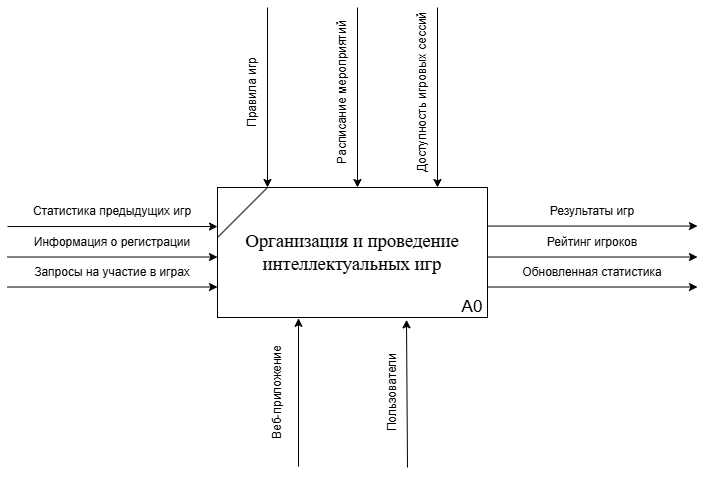 Правила игр
Расписание мероприятий
Доступность игровых сессий
Статистика предыдущих игр
Информация о регистрации
Запросы на участие в играх
Организация и проведение
интеллектуальных игр
A0
Результаты игр
Рейтинг игроков
Обновленная статистика
Веб-приложение
Пользователи